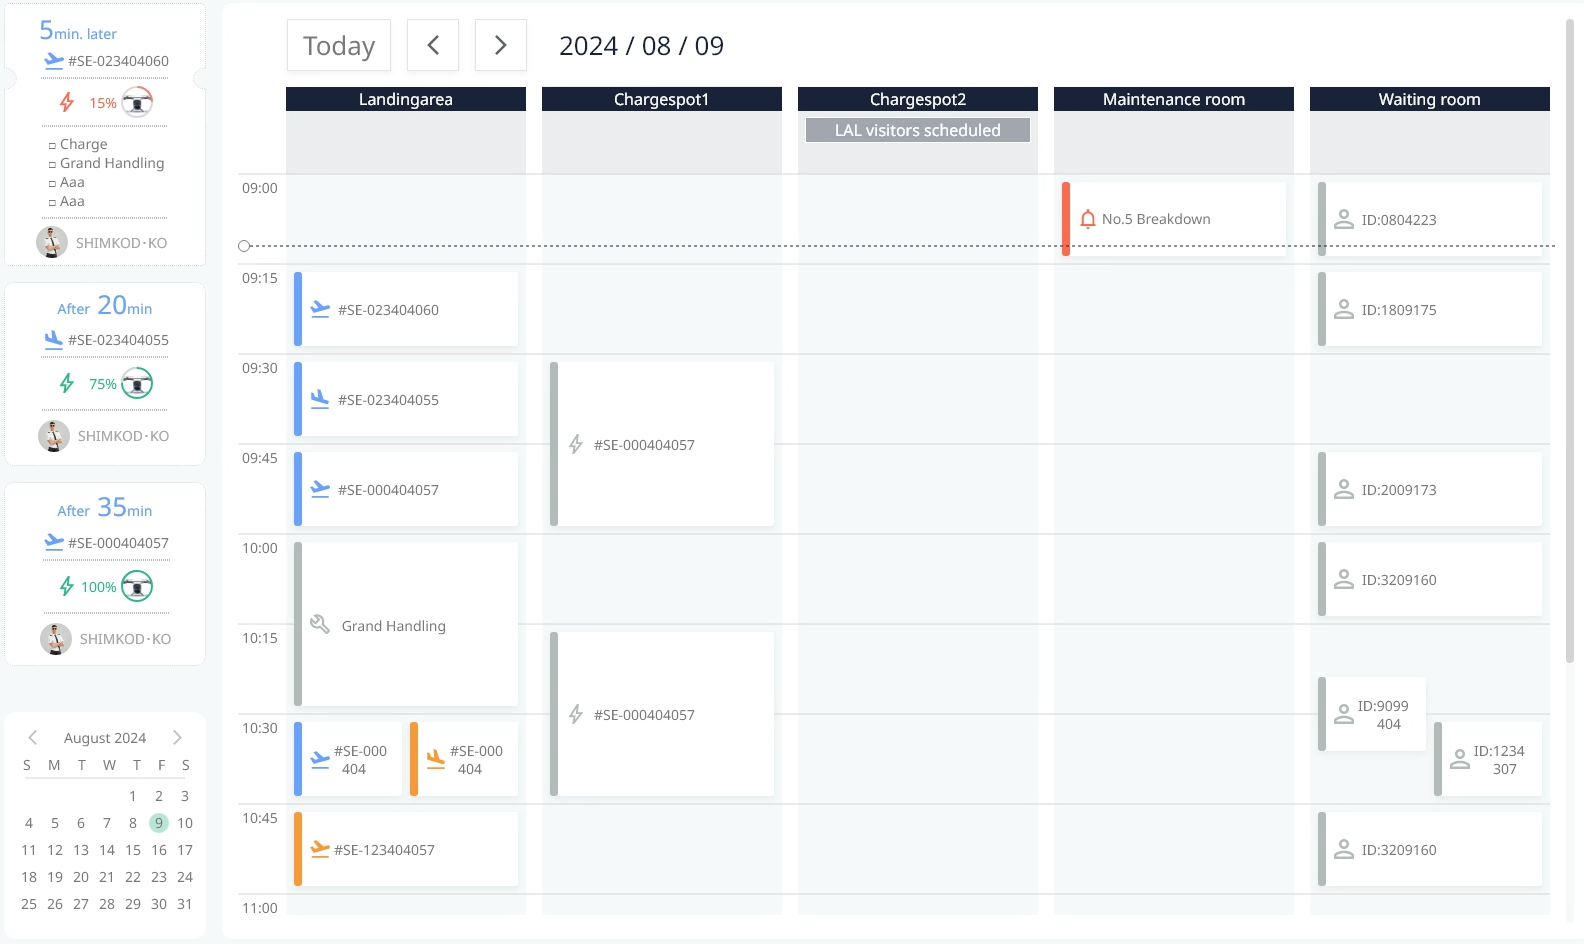 5min. later
#SE-023404060
15%
Charge
Grand Handling
Aaa
Aaa
SHIMKOD·KO
After 20min
#SE-023404055
75%
SHIMKOD·KO
After 35min
#SE-000404057
100%
SHIMKOD·KO
August 2024
S M T W T F S
1 2 3
4 5 6 7 8 9 10
11 12 13 14 15 16 17
18 19 20 21 22 23 24
25 26 27 28 29 30 31
Today
2024 / 08 / 09
Landingarea Chargespot1 Chargespot2 Maintenance room Waiting room
LAL visitors scheduled
09:00
No.5 Breakdown
ID:0804223
09:15
#SE-023404060
ID:1809175
09:30
#SE-023404055
#SE-000404057
09:45
#SE-000404057
ID:2009173
10:00
ID:3209160
Grand Handling
10:15
#SE-000404057
ID:9099
404
10:30
#SE-000
404
#SE-000
404
ID:1234
307
10:45
#SE-123404057
ID:3209160
11:00